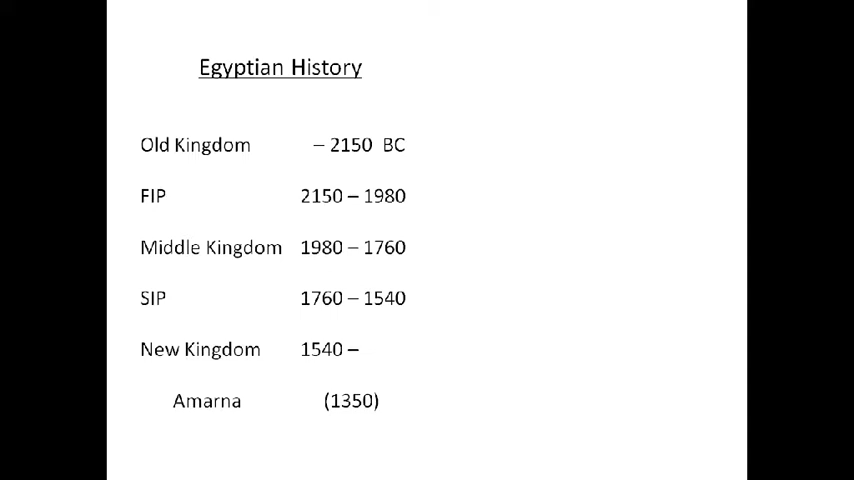 Egyptian History
Old Kingdom – 2150 BC
FIP 2150 – 1980
Middle Kingdom 1980 – 1760
SIP 1760 – 1540
New Kingdom 1540 –
Amarna (1350)